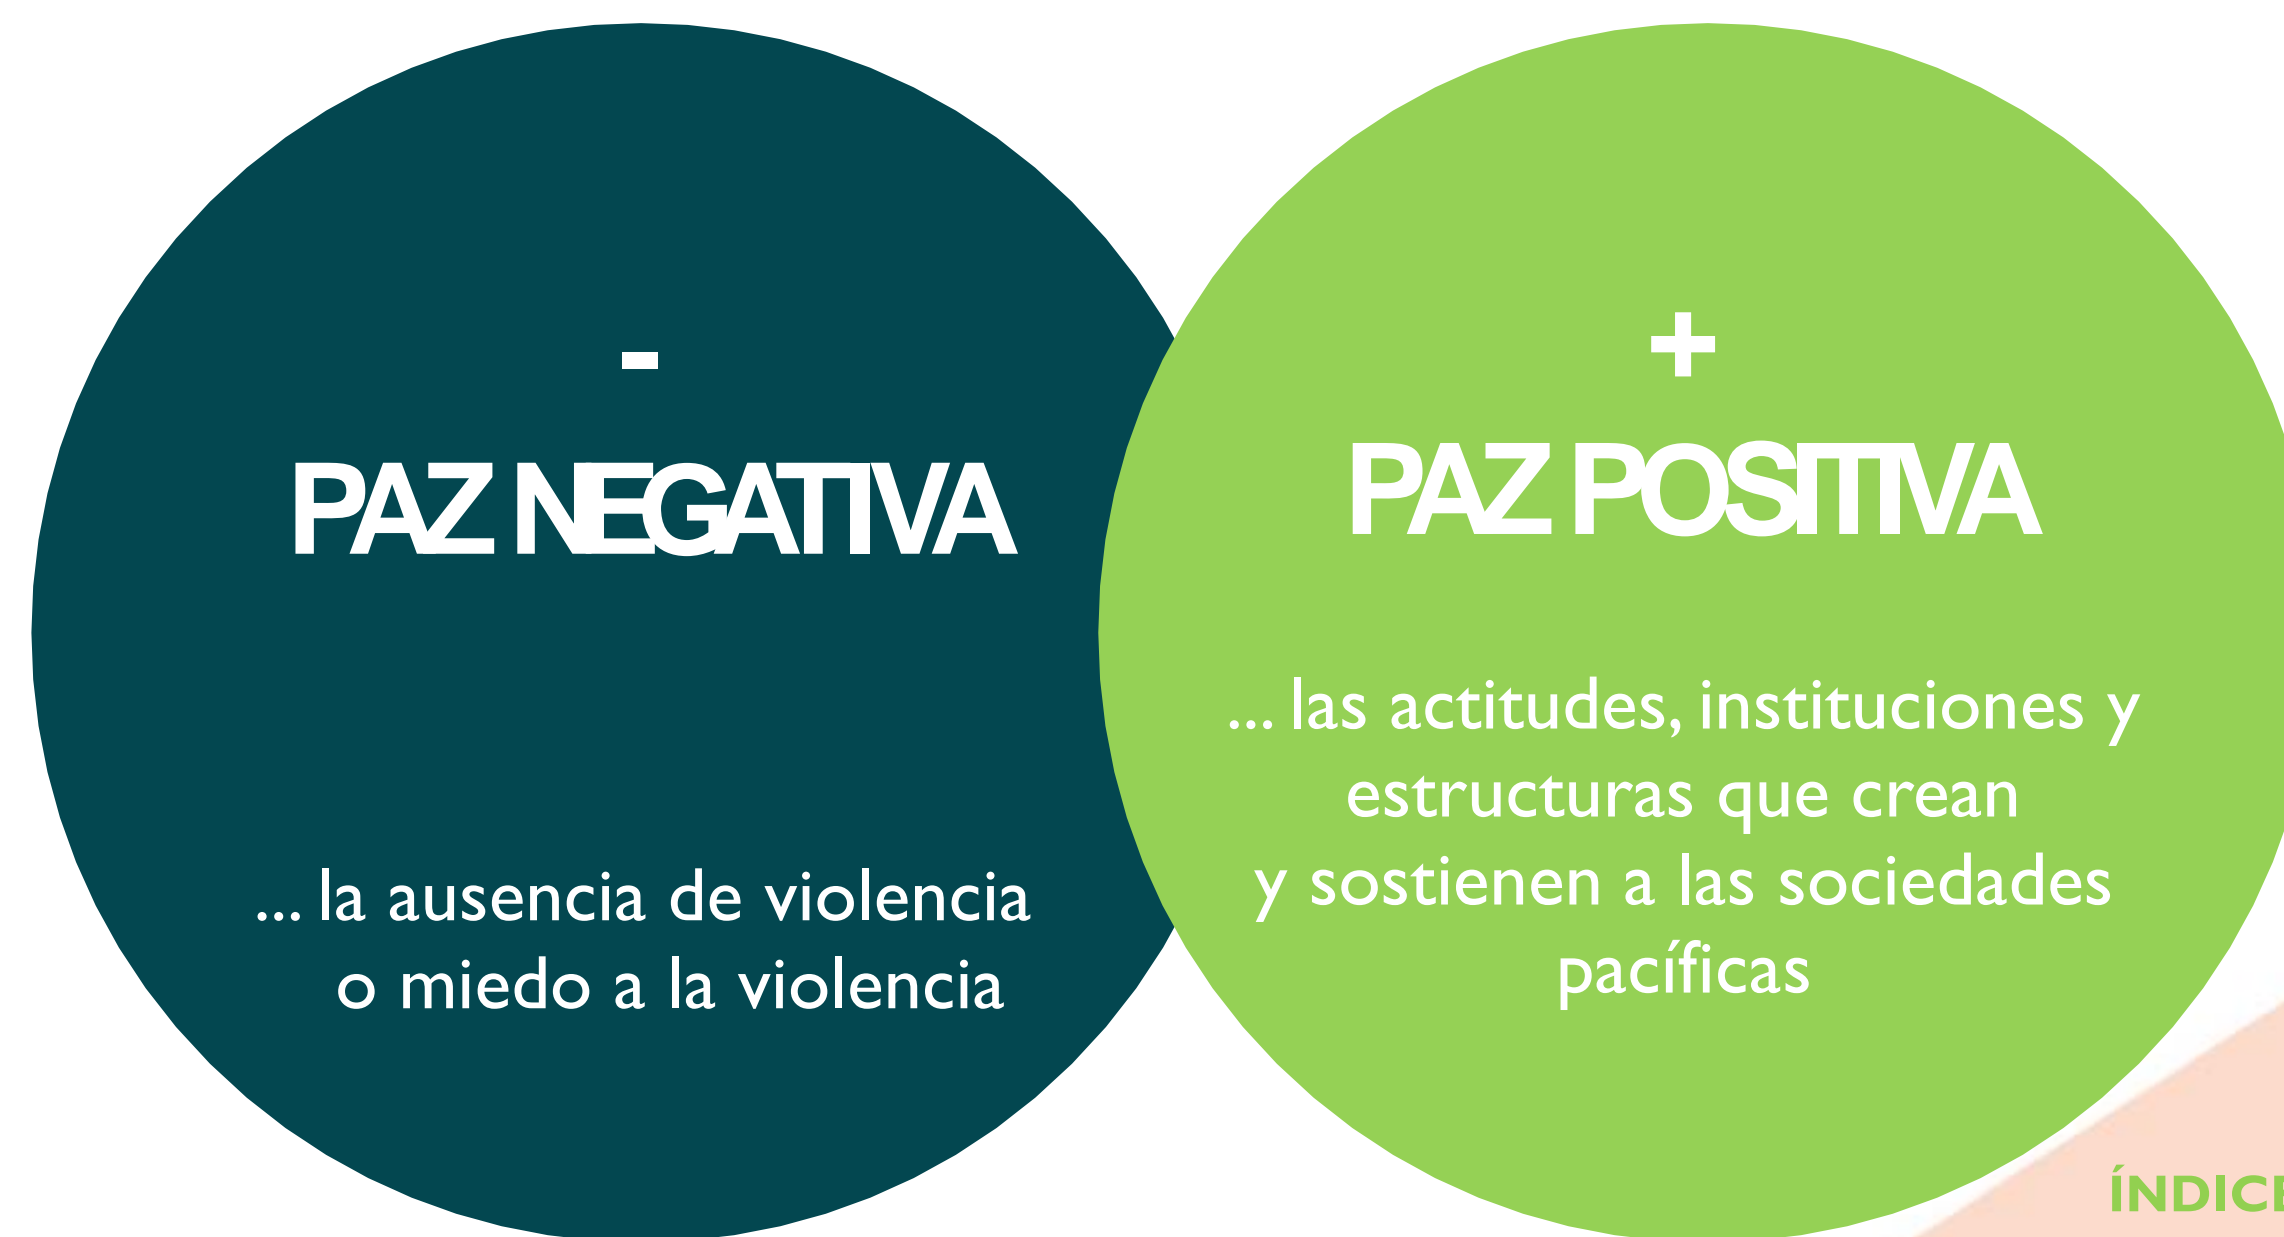 -
PAZ NEGATIVA
... la ausencia de violencia
o miedo a la violencia
+
PAZ POSITIVA
... las actitudes, instituciones y
estructuras que crean
y sostienen a las sociedades
pacíficas
ÍNDICE